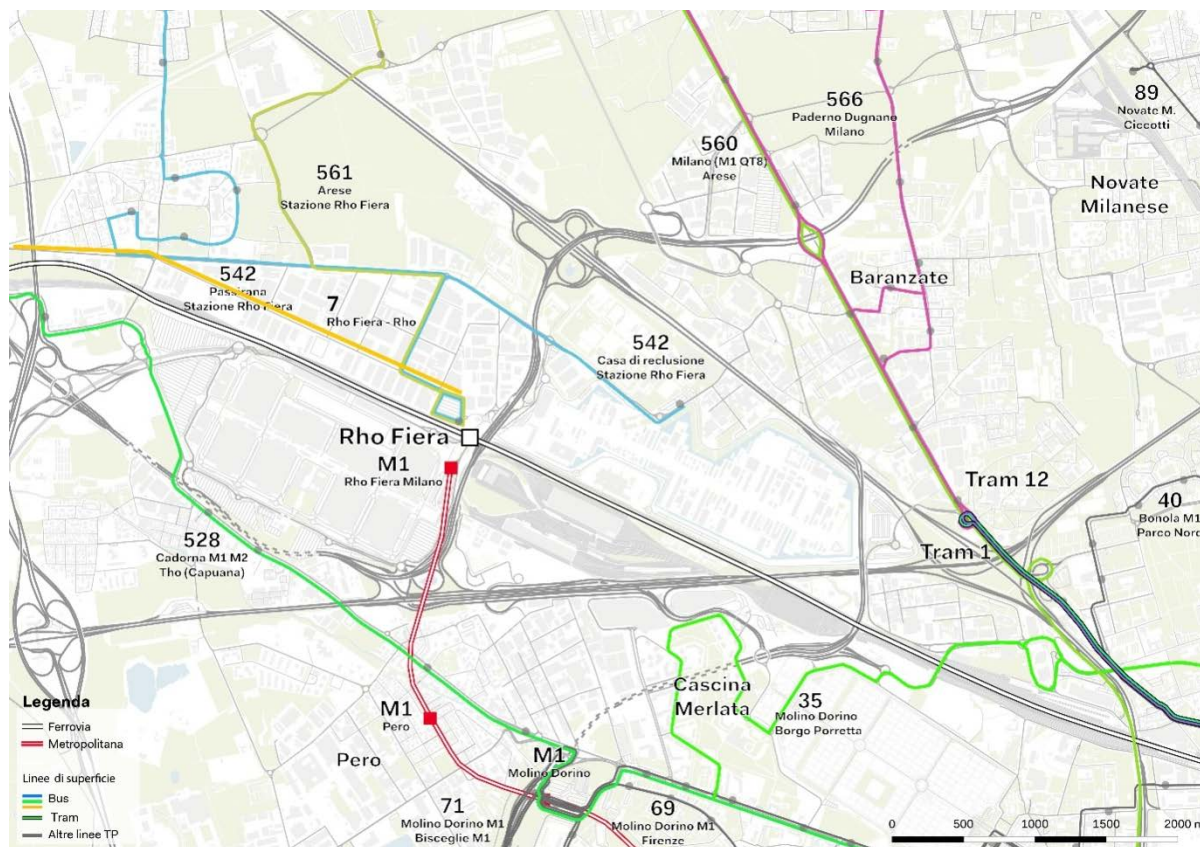 89
Novate M.
Ciccotti
566
Paderno Dugnano
Milano
560
Milano (M1 QT8)
Arese
561
Arese
Stazione Rho Fiera
Novate
Milanese
Baranzate
542
Passirana
Stazione Rho Fiera
7
Rho Fiera - Rho
542
Casa di reclusione
Stazione Rho Fiera
Rho Fiera
M1
Rho Fiera Milano
Tram 12
40
Bonola M1
Parco Nord
Tram 1
528
Cadorna M1 M2
Tho (Capuana)
Cascina
Merlata
35
Molino Dorino
Borgo Porretta
M1
Pero
Pero
M1
Molino Dorino
71
Molino Dorino M1
Bisceglie M1
69
Molino Dorino M1
Firenze
Legenda
Ferrovia
Metropolitana
Linee di superficie
Bus
Tram
Altre linee TP
0 500 1000 1500 2000 m